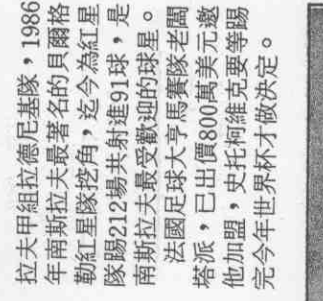 拉夫甲組拉德尼基隊，1986
年南斯拉夫最著名的貝爾格
勒紅星隊挖角，迄今為紅星
隊踢212場共射進91球，是
南斯拉夫最受歡迎的球星。
法國足球大亨馬賽隊老闆
塔派，已出價800萬美元邀
他加盟，史托柯維克要等踢
完今年世界杯才做決定。